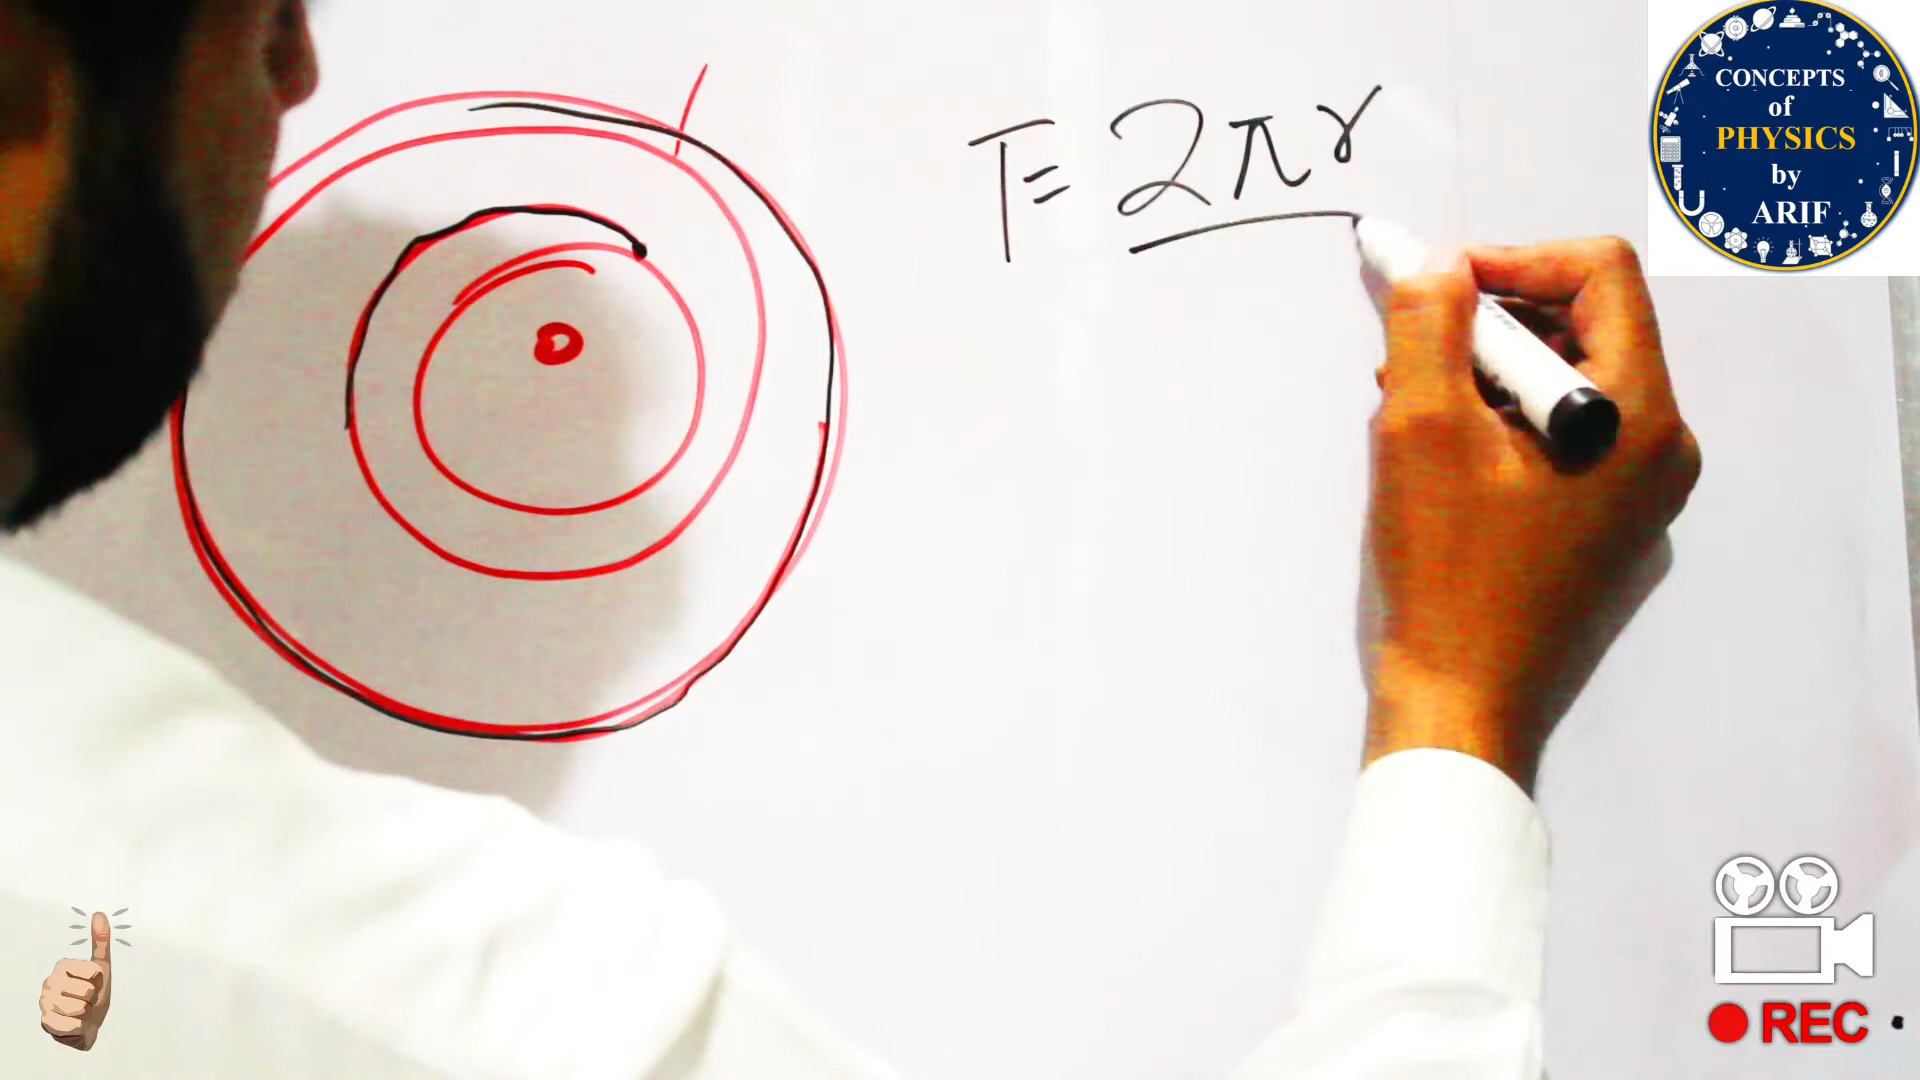 T = 2πr
CONCEPTS
of
PHYSICS
by
ARIF
REC